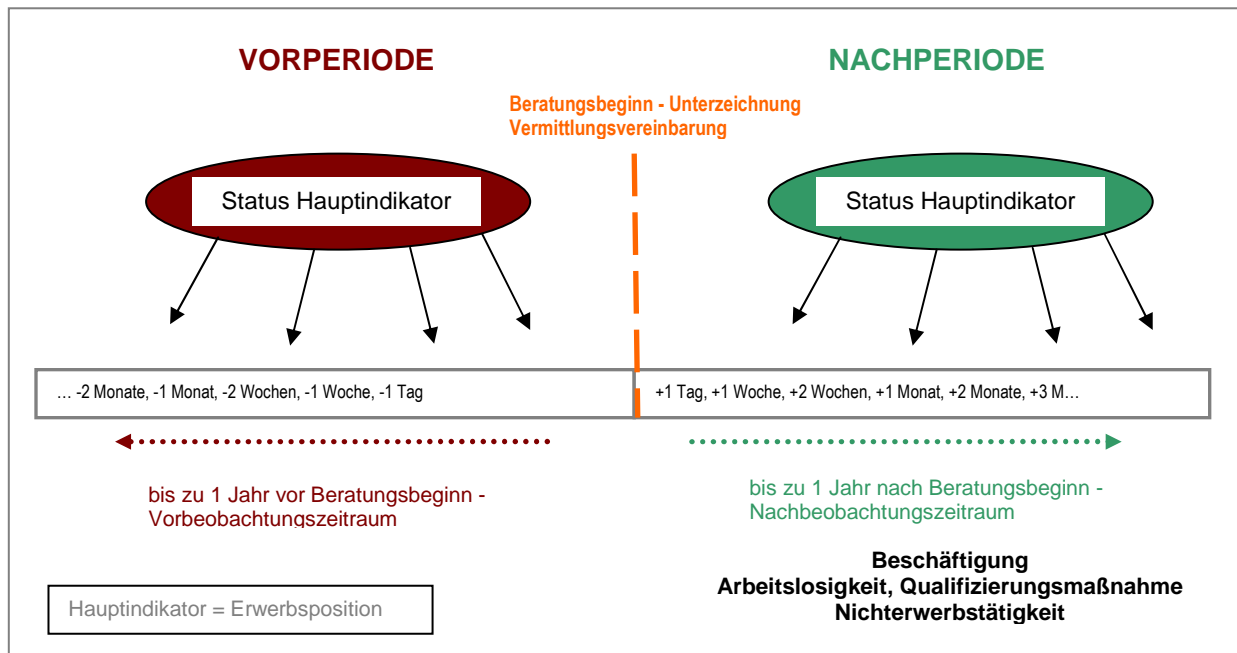 VORPERIODE
NACHPERIODE
Beratungsbeginn - Unterzeichnung
Vermittlungsvereinbarung
Status Hauptindikator
Status Hauptindikator
… -2 Monate, -1 Monat, -2 Wochen, -1 Woche, -1 Tag
+1 Tag, +1 Woche, +2 Wochen, +1 Monat, +2 Monate, +3 M…
bis zu 1 Jahr vor Beratungsbeginn -
Vorbeobachtungszeitraum
bis zu 1 Jahr nach Beratungsbeginn -
Nachbeobachtungszeitraum
Beschäftigung
Arbeitslosigkeit, Qualifizierungsmaßnahme
Nichterwerbstätigkeit
Hauptindikator = Erwerbsposition